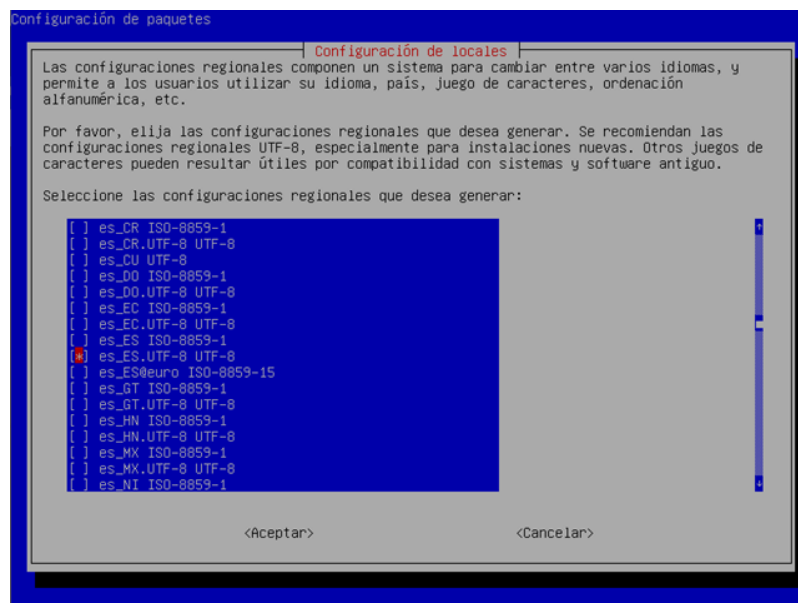 Configuración de paquetes
Configuración de locales
Las configuraciones regionales componen un sistema para cambiar entre varios idiomas, y
permite a los usuarios utilizar su idioma, país, juego de caracteres, ordenación
alfanumérica, etc.
Por favor, elija las configuraciones regionales que desea generar. Se recomiendan las
configuraciones regionales UTF-8, especialmente para instalaciones nuevas. Otros juegos de
caracteres pueden resultar útiles por compatibilidad con sistemas y software antiguo.
Seleccione las configuraciones regionales que desea generar:
[ ] es_CR ISO-8859-1
[ ] es_CR.UTF-8 UTF-8
[ ] es_CU UTF-8
[ ] es_DO ISO-8859-1
[ ] es_DO.UTF-8 UTF-8
[ ] es_EC ISO-8859-1
[ ] es_EC.UTF-8 UTF-8
[ ] es_ES ISO-8859-1
[*] es_ES.UTF-8 UTF-8
[ ] es_ES@euro ISO-8859-15
[ ] es_GT ISO-8859-1
[ ] es_GT.UTF-8 UTF-8
[ ] es_HN ISO-8859-1
[ ] es_HN.UTF-8 UTF-8
[ ] es_MX ISO-8859-1
[ ] es_MX.UTF-8 UTF-8
[ ] es_NI ISO-8859-1
<Aceptar> <Cancelar>